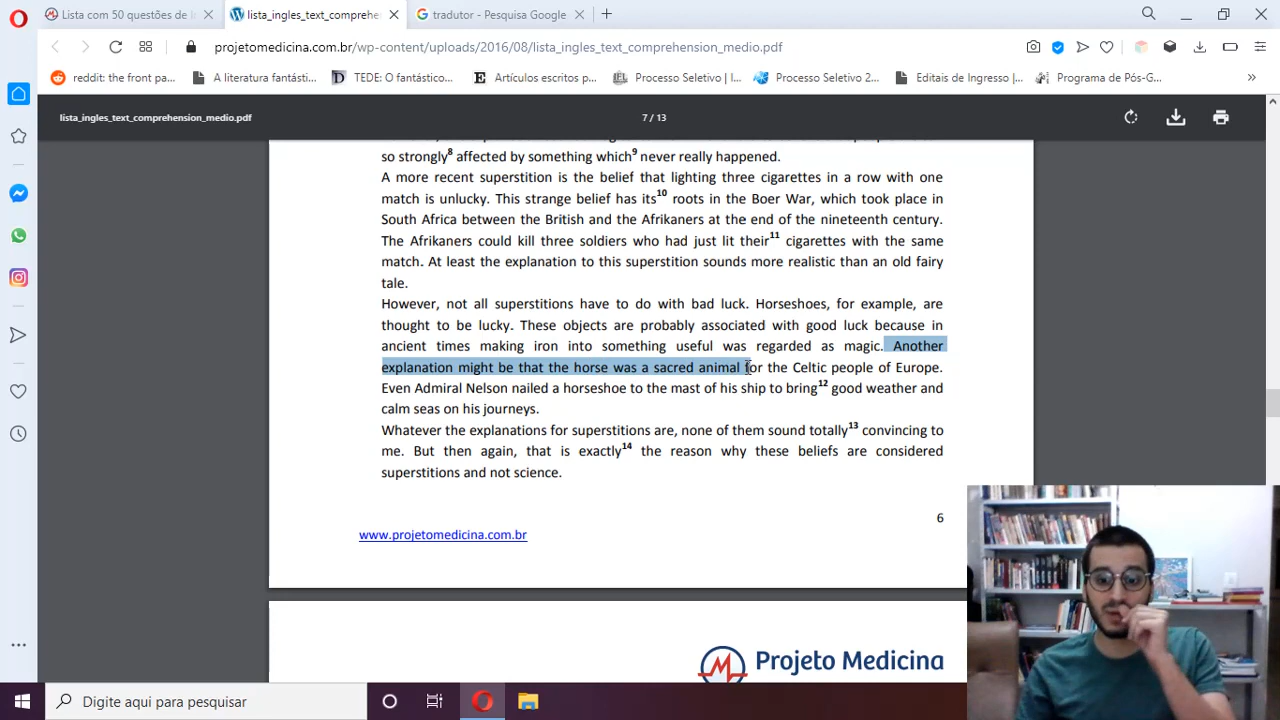 Lista com 50 questões de I
lista_ingles_text_comprehe
tradutor - Pesquisa Google
projetomedicina.br/wp-content/uploads/2016/08/lista_ingles_text_comprehension_medio.pdf
reddit: the front pa...
A literatura fantásti...
TEDE: O fantástico...
Artículos escritos p...
Processo Seletivo | I...
Processo Seletivo 2...
Editais de Ingresso |...
Programa de Pós-G...
lista_ingles_text_comprehension_medio.pdf
7 / 13
so strongly8 affected by something which9 never really happened.
A more recent superstition is the belief that lighting three cigarettes in a row with one
match is unlucky. This strange belief has its10 roots in the Boer War, which took place in
South Africa between the British and the Afrikaners at the end of the nineteenth century.
The Afrikaners could kill three soldiers who had just lit their11 cigarettes with the same
match. At least the explanation to this superstition sounds more realistic than an old fairy
tale.
However, not all superstitions have to do with bad luck. Horseshoes, for example, are
thought to be lucky. These objects are probably associated with good luck because in
ancient times making iron into something useful was regarded as magic. Another
explanation might be that the horse was a sacred animal for the Celtic people of Europe.
Even Admiral Nelson nailed a horseshoe to the mast of his ship to bring12 good weather and
calm seas on his journeys.
Whatever the explanations for superstitions are, none of them sound totally13 convincing to
me. But then again, that is exactly14 the reason why these beliefs are considered
superstitions and not science.
6
www.projetomedicina.com.br
Projeto Medicina
Digite aqui para pesquisar